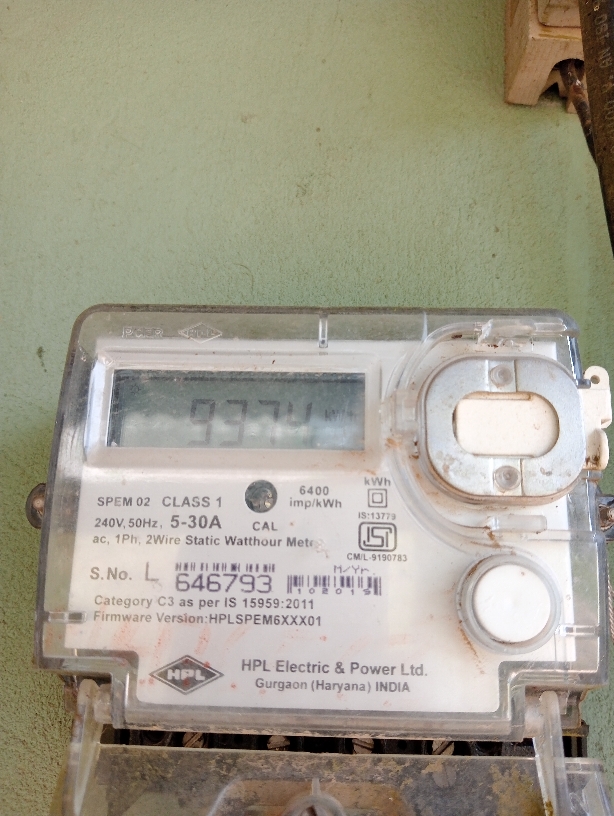 9374 kWh
SPEM 02 CLASS 1
6400 imp/kWh
kWh
IS:13779
240V, 50Hz, 5-30A
CAL
ac, 1Ph, 2Wire Static Watthour Meter
CM/L-9190783
M/Yr.
S.No. L 646793
102015
Category C3 as per IS 15959:2011
Firmware Version:HPLSPEM6XXX01
HPL
HPL Electric & Power Ltd.
Gurgaon (Haryana) INDIA